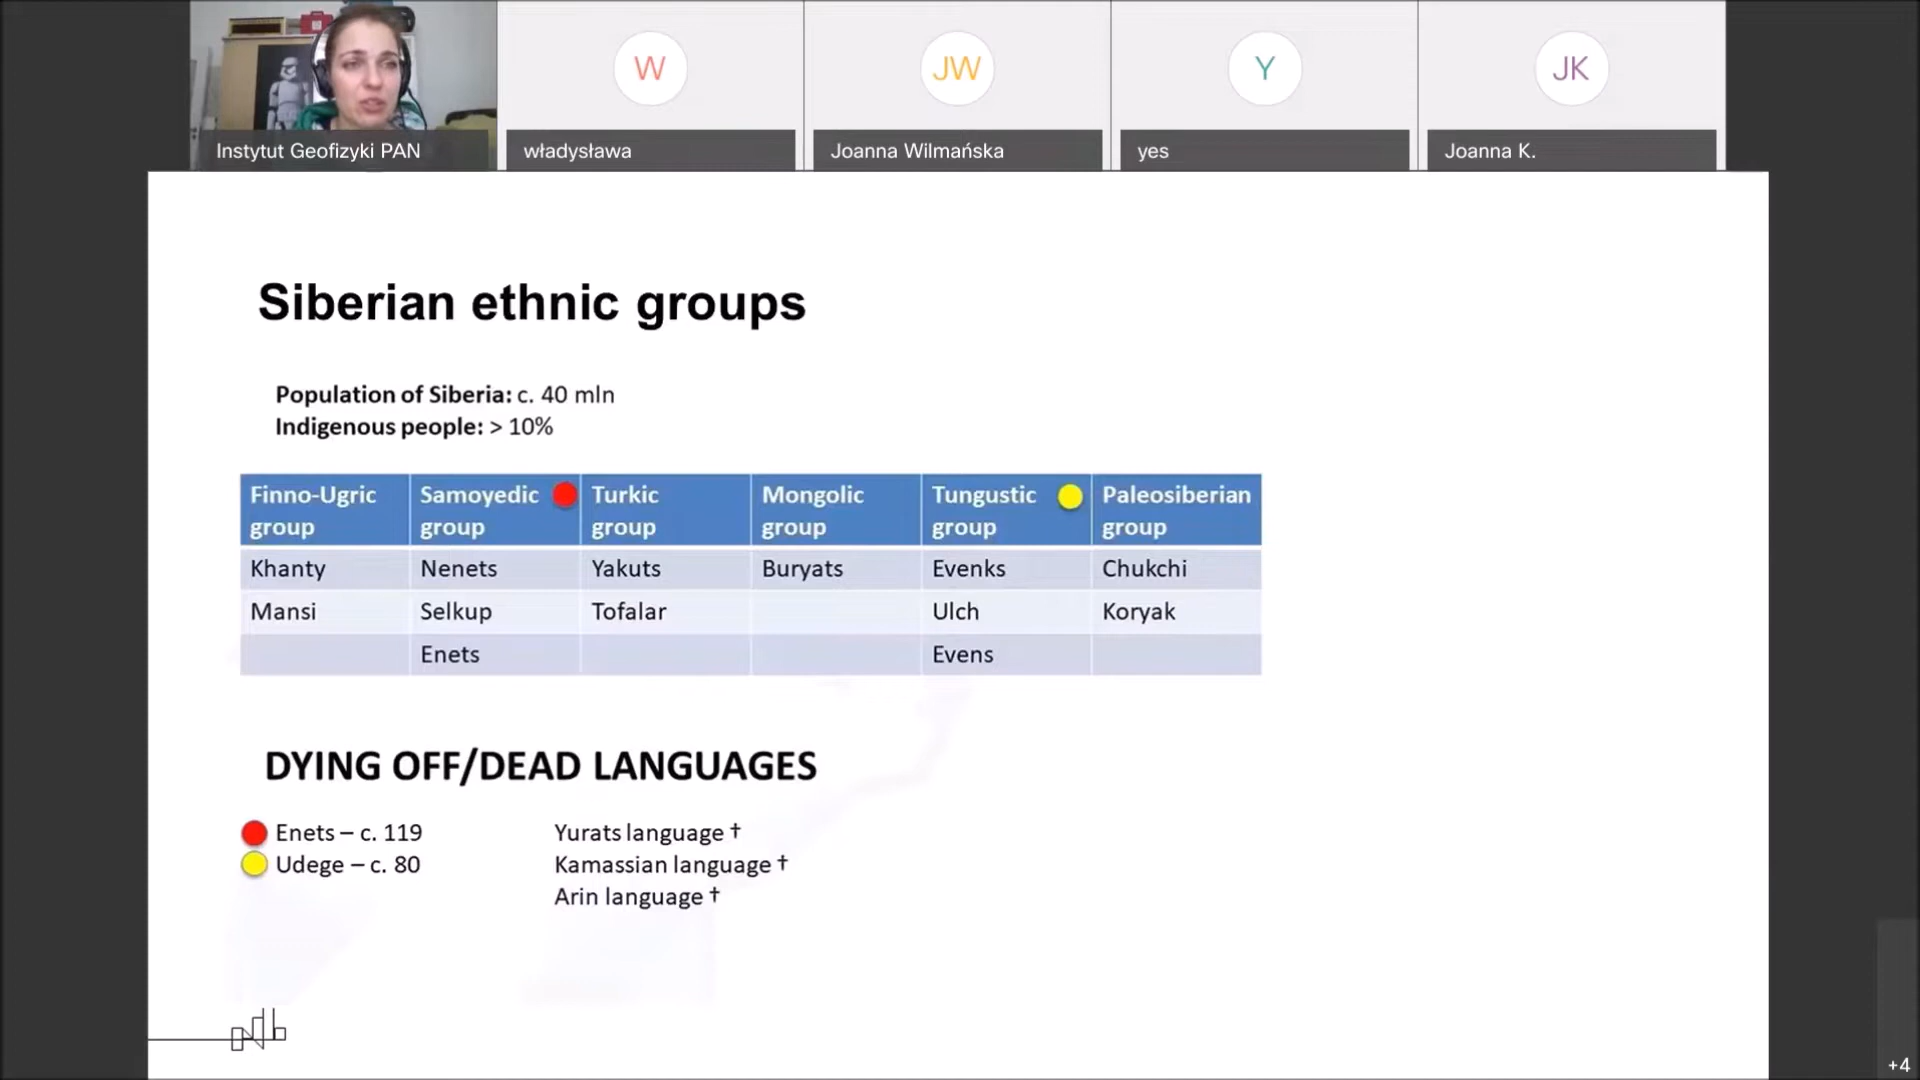 W
JW
Y
JK
Instytut Geofizyki PAN
władysława
Joanna Wilmańska
yes
Joanna K.
Siberian ethnic groups
Population of Siberia: c. 40 mln
Indigenous people: > 10%
Finno-Ugric group
Samoyedic group
Turkic group
Mongolic group
Tungustic group
Paleosiberian group
Khanty Nenets Yakuts Buryats Evenks Chukchi
Mansi Selkup Tofalar Ulch Koryak
Enets Evens
DYING OFF/DEAD LANGUAGES
Enets – c. 119
Udege – c. 80
Yurats language †
Kamassian language †
Arin language †
+4